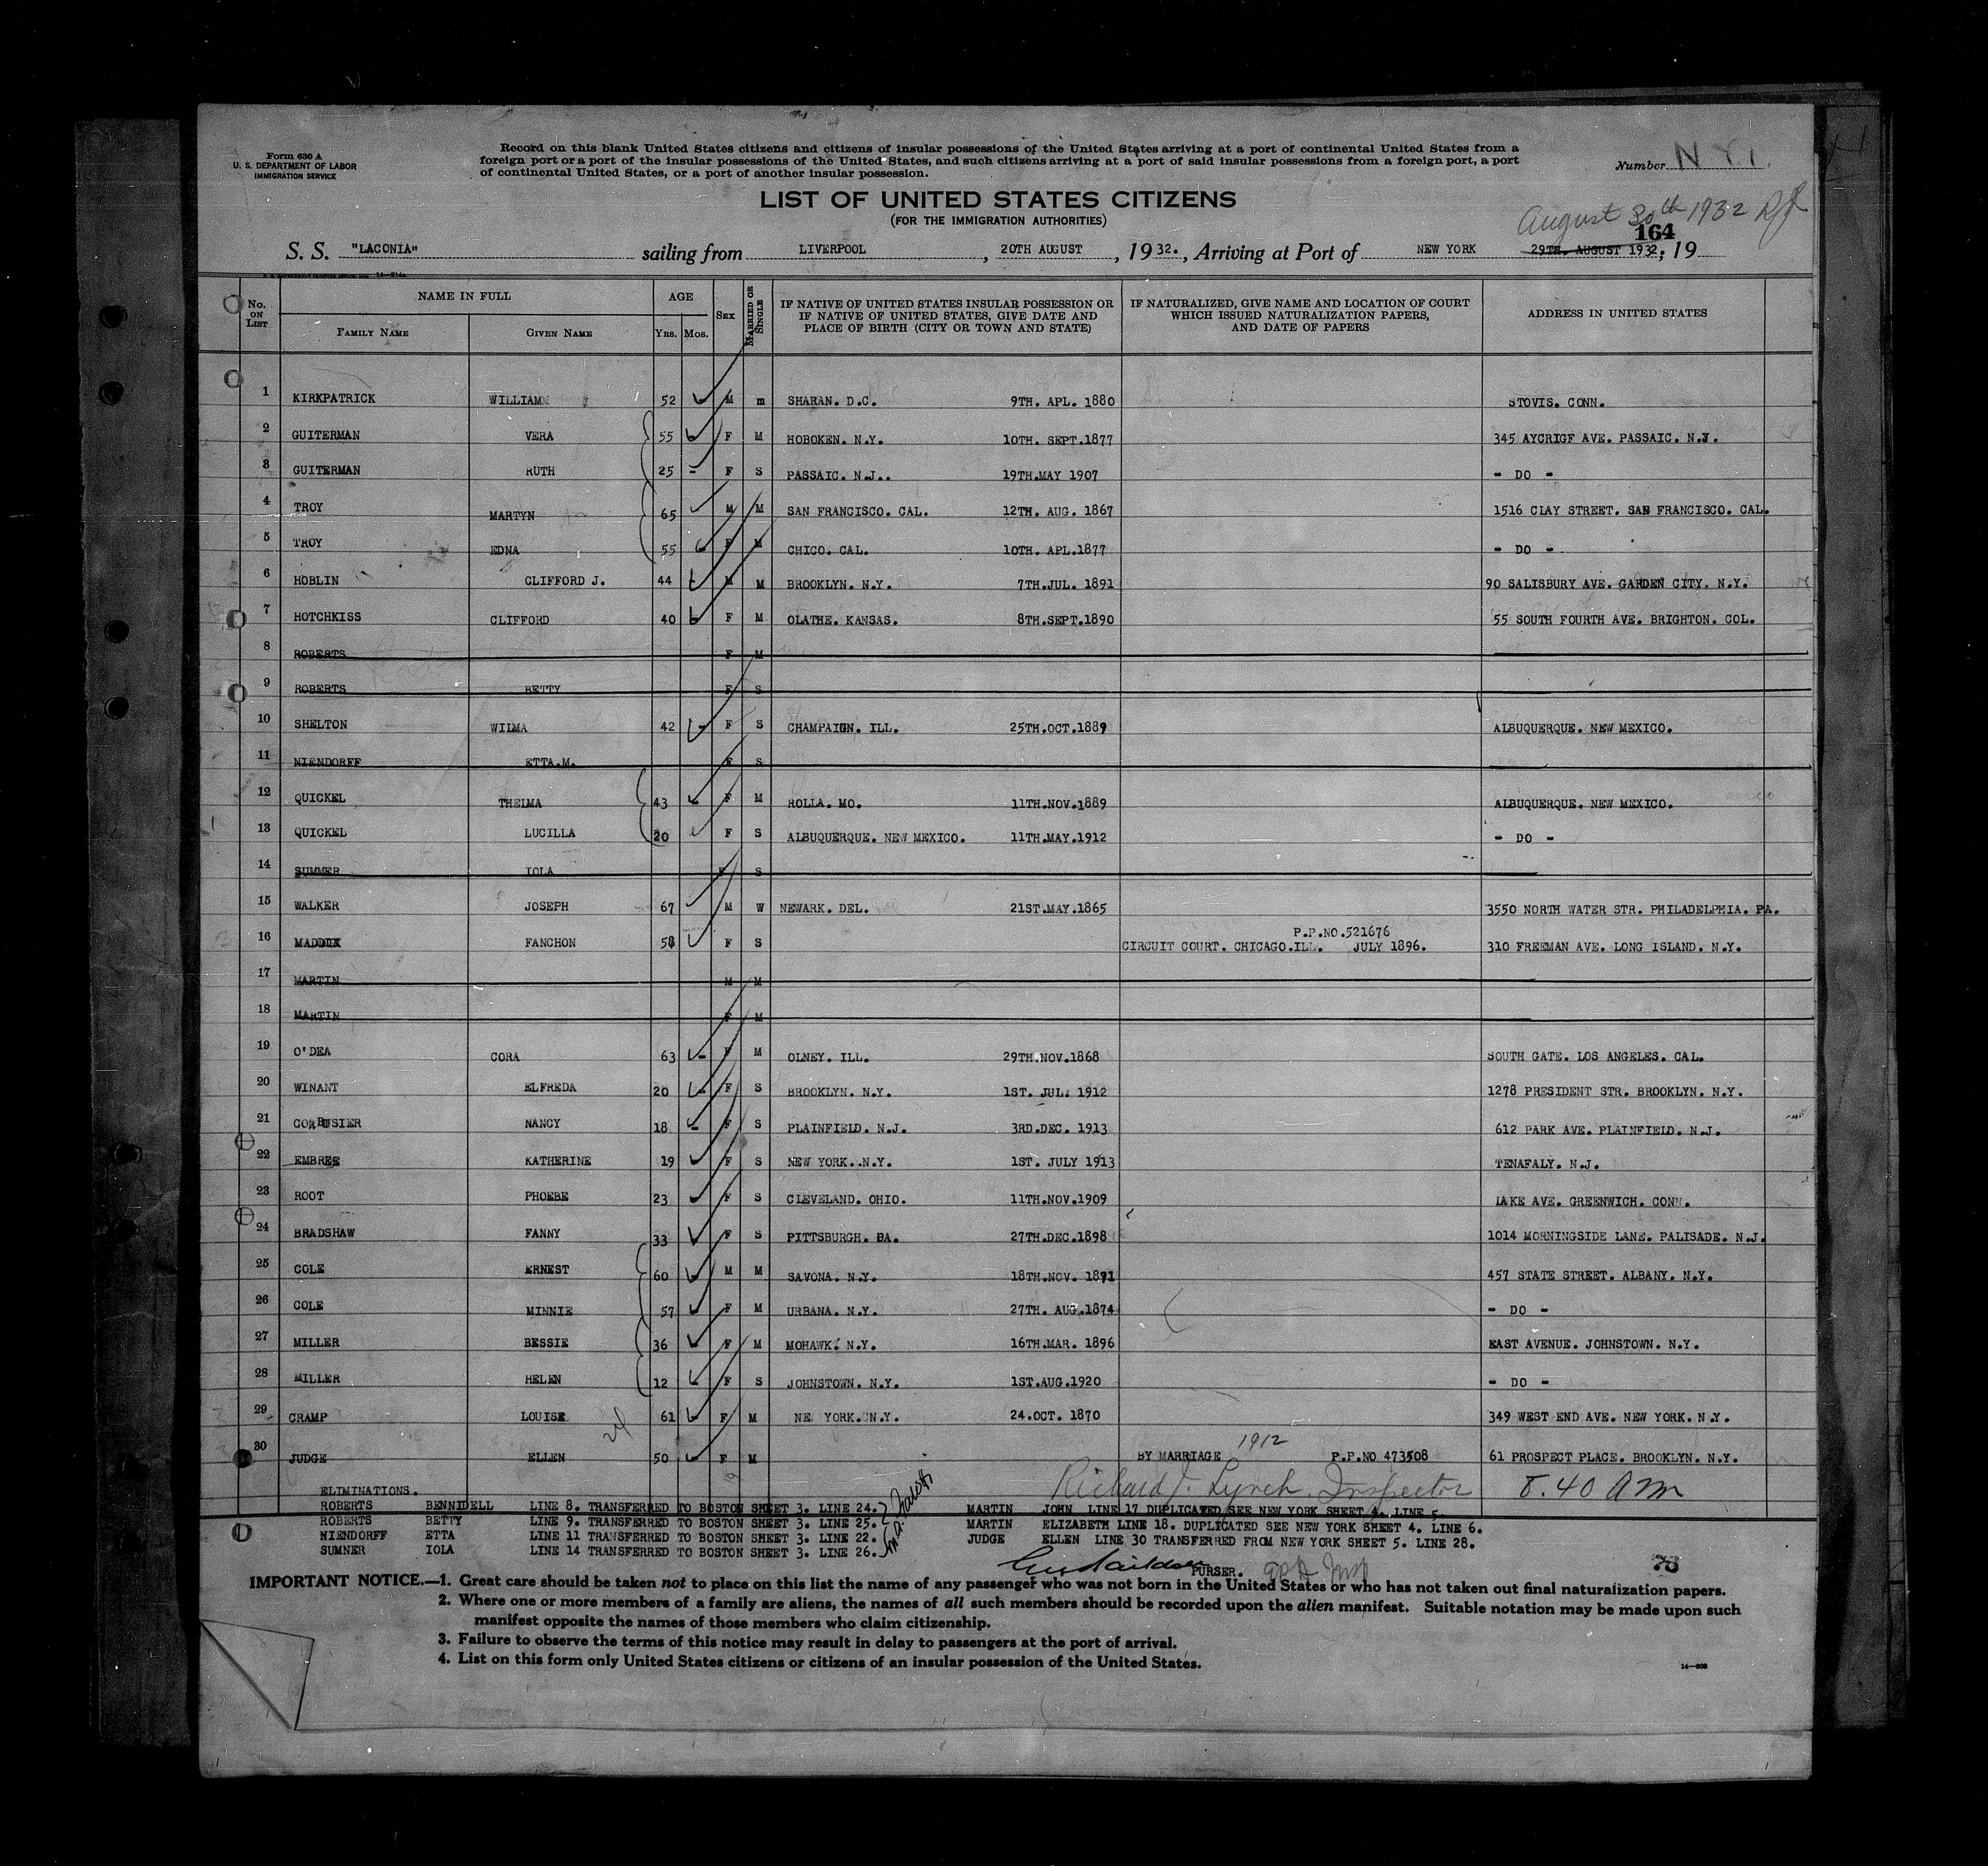 Form 630 A
U. S. DEPARTMENT OF LABOR
IMMIGRATION SERVICE
Record on this blank United States citizens and citizens of insular possessions of the United States arriving at a port of continental United States from a
foreign port or a port of the insular possessions of the United States, and such citizens arriving at a port of said insular possessions from a foreign port, a port
of continental United States, or a port of another insular possession.
Number N Y 1.
LIST OF UNITED STATES CITIZENS
(FOR THE IMMIGRATION AUTHORITIES)
August 30th 1932
164
S. S. "LACONIA" sailing from LIVERPOOL, 20TH AUGUST, 1932., Arriving at Port of NEW YORK 29TH. AUGUST 1932; 19
No. ON LIST
NAME IN FULL
FAMILY NAME GIVEN NAME
AGE
YRS. MOS.
SEX
MARRIED OR SINGLE
IF NATIVE OF UNITED STATES INSULAR POSSESSION OR
IF NATIVE OF UNITED STATES, GIVE DATE AND
PLACE OF BIRTH (CITY OR TOWN AND STATE)
IF NATURALIZED, GIVE NAME AND LOCATION OF COURT
WHICH ISSUED NATURALIZATION PAPERS,
AND DATE OF PAPERS
ADDRESS IN UNITED STATES
1 KIRKPATRICK WILLIAM 52 M m SHARAN. D.C. 9TH. APL. 1880 STOVIS. CONN.
2 GUITERMAN VERA 55 F M HOBOKEN. N.Y. 10TH. SEPT.1877 345 AYCRIGF AVE. PASSAIC. N.J.
3 GUITERMAN RUTH 25 F S PASSAIC. N.J.. 19TH.MAY 1907 - DO -
4 TROY MARTYN 65 M M SAN FRANCISCO. CAL. 12TH. AUG. 1867 1516 CLAY STREET. SAN FRANCISCO. CAL.
5 TROY EDNA 55 F M CHICO. CAL. 10TH. APL.1877 - DO -
6 HOBLIN CLIFFORD J. 44 M M BROOKLYN. N.Y. 7TH.JUL. 1891 90 SALISBURY AVE. GARDEN CITY. N.Y.
7 HOTCHKISS CLIFFORD 40 F M OLATHE. KANSAS. 8TH.SEPT.1890 55 SOUTH FOURTH AVE. BRIGHTON. COL.
8 ROBERTS F M
9 ROBERTS BETTY F S
10 SHELTON WILMA 42 F S CHAMPAIGN. ILL. 25TH.OCT.1889 ALBUQUERQUE. NEW MEXICO.
11 NIENDORFF ETTA.M. F S
12 QUICKEL THELMA 43 F M ROLLA. MO. 11TH.NOV.1889 ALBUQUERQUE. NEW MEXICO.
13 QUICKEL LUCILLA 20 F S ALBUQUERQUE. NEW MEXICO. 11TH.MAY.1912 - DO -
14 SUMMER IOLA F S
15 WALKER JOSEPH 67 M W NEWARK. DEL. 21ST.MAY.1865 3550 NORTH WATER STR. PHILADELPHIA. PA.
P.P.NO.521676
16 MADDUX FANCHON 58 F S CIRCUIT COURT. CHICAGO.ILL. JULY 1896. 310 FREEMAN AVE. LONG ISLAND. N.Y.
17 MARTIN M M
18 MARTIN F M
19 O'DEA CORA 63 F M OLNEY. ILL. 29TH.NOV.1868 SOUTH GATE. LOS ANGELES. CAL.
20 WINANT ELFREDA 20 F S BROOKLYN. N.Y. 1ST. JUL. 1912 1278 PRESIDENT STR. BROOKLYN. N.Y.
21 CORBUSIER NANCY 18 F S PLAINFIELD. N.J. 3RD.DEC. 1913 612 PARK AVE. PLAINFIELD. N.J.
22 EMBREE KATHERINE 19 F S NEW YORK. N.Y. 1ST. JULY 1913 TENAFALY. N.J.
23 ROOT PHOEBE 23 F S CLEVELAND. OHIO. 11TH.NOV.1909 LAKE AVE. GREENWICH. CONN.
24 BRADSHAW FANNY 33 F S PITTSBURGH. BA. 27TH.DEC.1898 1014 MORNINGSIDE LANE. PALISADE. N.J.
25 COLE ERNEST 60 M M SAVONA. N.Y. 18TH.NOV. 1871 457 STATE STREET. ALBANY. N.Y.
26 COLE MINNIE 57 F M URBANA. N.Y. 27TH. AUG.1874 - DO -
27 MILLER BESSIE 36 F M MOHAWK. N.Y. 16TH.MAR. 1896 EAST AVENUE. JOHNSTOWN. N.Y.
28 MILLER HELEN 12 F S JOHNSTOWN. N.Y. 1ST.AUG.1920 - DO -
29 CRAMP LOUISE 61 F M NE YORK. N.Y. 24.OCT. 1870 349 WEST END AVE. NEW YORK. N.Y.
30 JUDGE ELLEN 50 F M BY MARRIAGE 1912 P.P.NO 473508 61 PROSPECT PLACE. BROOKLYN. N.Y.
Richard J. Lynch Inspector 8.40 am
ELIMINATIONS.
ROBERTS BENNIDELL LINE 8. TRANSFERRED TO BOSTON SHEET 3. LINE 24.
ROBERTS BETTY LINE 9. TRANSFERRED TO BOSTON SHEET 3. LINE 25.
NIENDORFF ETTA LINE 11 TRANSFERRED TO BOSTON SHEET 3. LINE 22.
SUMNER IOLA LINE 14 TRANSFERRED TO BOSTON SHEET 3. LINE 26.
MARTIN JOHN LINE 17 DUPLICATED SEE NEW YORK SHEET 4. LINE 5.
MARTIN ELIZABETH LINE 18. DUPLICATED SEE NEW YORK SHEET 4. LINE 6.
JUDGE ELLEN LINE 30 TRANSFERRED FROM NEW YORK SHEET 5. LINE 28.
PURSER.
73
IMPORTANT NOTICE.—1. Great care should be taken not to place on this list the name of any passenger who was not born in the United States or who has not taken out final naturalization papers.
2. Where one or more members of a family are aliens, the names of all such members should be recorded upon the alien manifest. Suitable notation may be made upon such
manifest opposite the names of those members who claim citizenship.
3. Failure to observe the terms of this notice may result in delay to passengers at the port of arrival.
4. List on this form only United States citizens or citizens of an insular possession of the United States.
14—608